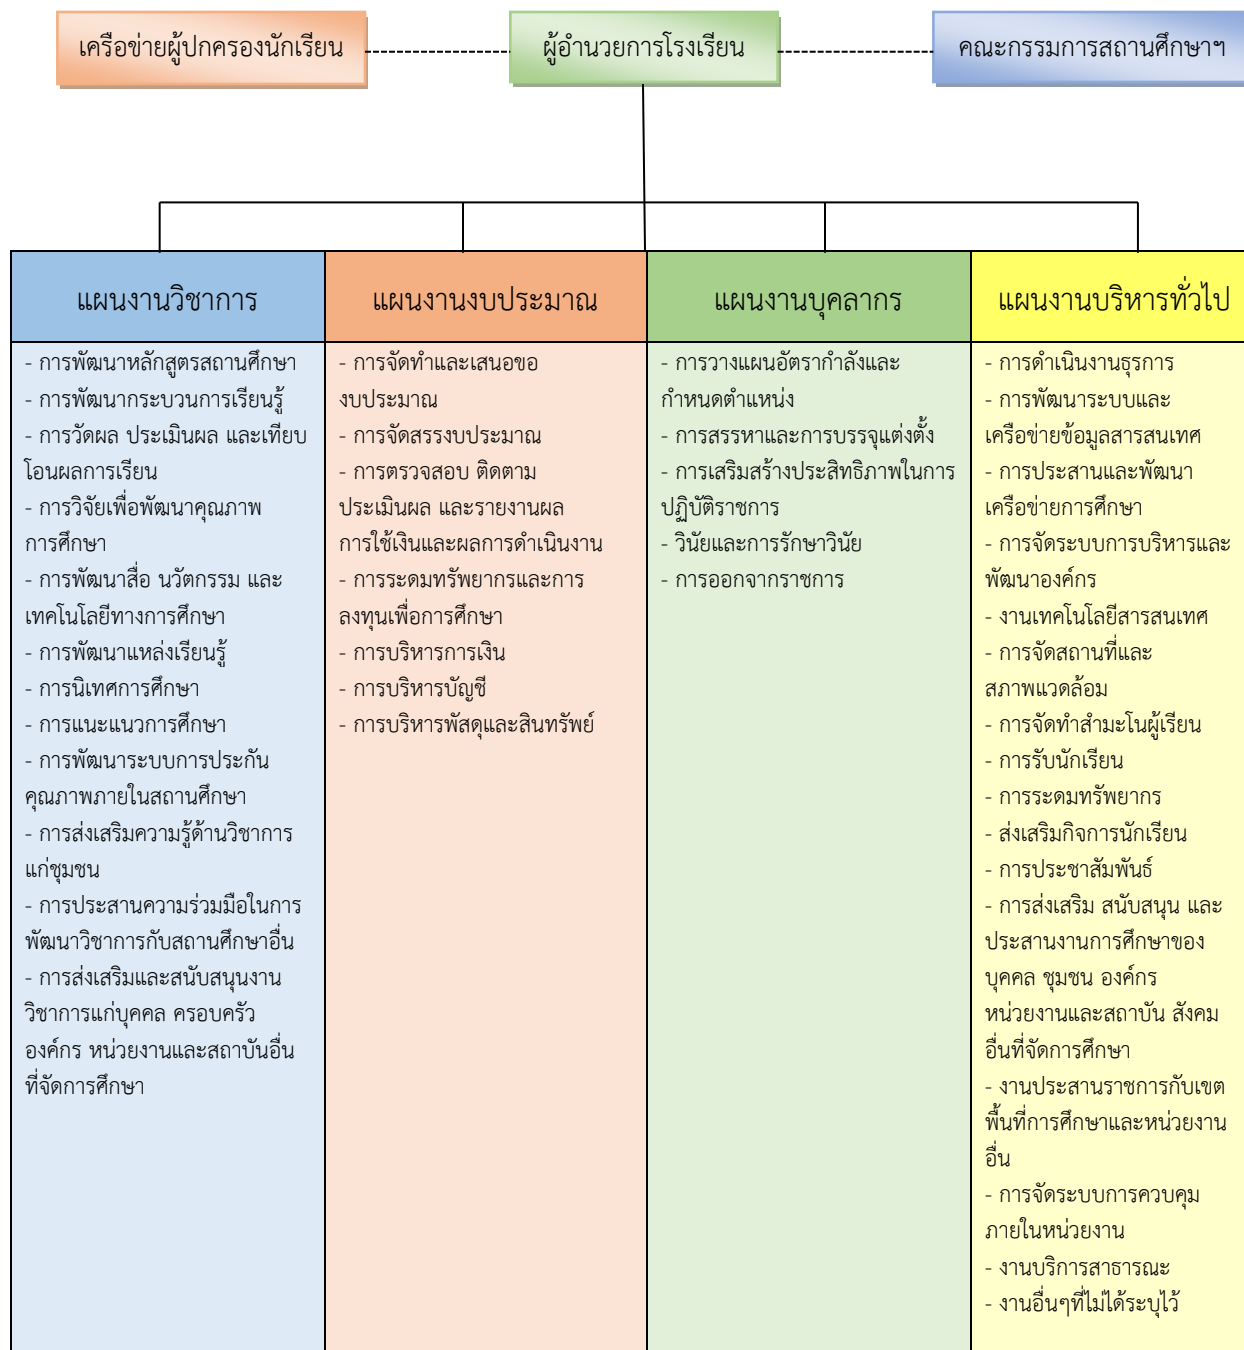 เครือข่ายผู้ปกครองนักเรียน
ผู้อำนวยการโรงเรียน
คณะกรรมการสถานศึกษาฯ
แผนงานวิชาการ
- การพัฒนาหลักสูตรสถานศึกษา
- การพัฒนากระบวนการเรียนรู้
- การวัดผล ประเมินผล และเทียบ
โอนผลการเรียน
- การวิจัยเพื่อพัฒนาคุณภาพ
การศึกษา
- การพัฒนาสื่อ นวัตกรรม และ
เทคโนโลยีทางการศึกษา
- การพัฒนาแหล่งเรียนรู้
- การนิเทศการศึกษา
- การแนะแนวการศึกษา
- การพัฒนาระบบการประกัน
คุณภาพภายในสถานศึกษา
- การส่งเสริมความรู้ด้านวิชาการ
แก่ชุมชน
- การประสานความร่วมมือในการ
พัฒนาวิชาการกับสถานศึกษาอื่น
- การส่งเสริมและสนับสนุนงาน
วิชาการแก่บุคคล ครอบครัว
องค์กร หน่วยงานและสถาบันอื่น
ที่จัดการศึกษา
แผนงานงบประมาณ
- การจัดทำและเสนอขอ
งบประมาณ
- การจัดสรรงบประมาณ
- การตรวจสอบ ติดตาม
ประเมินผล และรายงานผล
การใช้เงินและผลการดำเนินงาน
- การระดมทรัพยากรและการ
ลงทุนเพื่อการศึกษา
- การบริหารการเงิน
- การบริหารบัญชี
- การบริหารพัสดุและสินทรัพย์
แผนงานบุคลากร
- การวางแผนอัตรากำลังและ
กำหนดตำแหน่ง
- การสรรหาและการบรรจุแต่งตั้ง
- การเสริมสร้างประสิทธิภาพในการ
ปฏิบัติราชการ
- วินัยและการรักษาวินัย
- การออกจากราชการ
แผนงานบริหารทั่วไป
- การดำเนินงานธุรการ
- การพัฒนาระบบและ
เครือข่ายข้อมูลสารสนเทศ
- การประสานและพัฒนา
เครือข่ายการศึกษา
- การจัดระบบการบริหารและ
พัฒนาองค์กร
- งานเทคโนโลยีสารสนเทศ
- การจัดสถานที่และ
สภาพแวดล้อม
- การจัดทำสำมะโนผู้เรียน
- การรับนักเรียน
- การระดมทรัพยากร
- ส่งเสริมกิจการนักเรียน
- การประชาสัมพันธ์
- การส่งเสริม สนับสนุน และ
ประสานงานการศึกษาของ
บุคคล ชุมชน องค์กร
หน่วยงานและสถาบัน สังคม
อื่นที่จัดการศึกษา
- งานประสานราชการกับเขต
พื้นที่การศึกษาและหน่วยงาน
อื่น
- การจัดระบบการควบคุม
ภายในหน่วยงาน
- งานบริการสาธารณะ
- งานอื่นๆที่ไม่ได้ระบุไว้